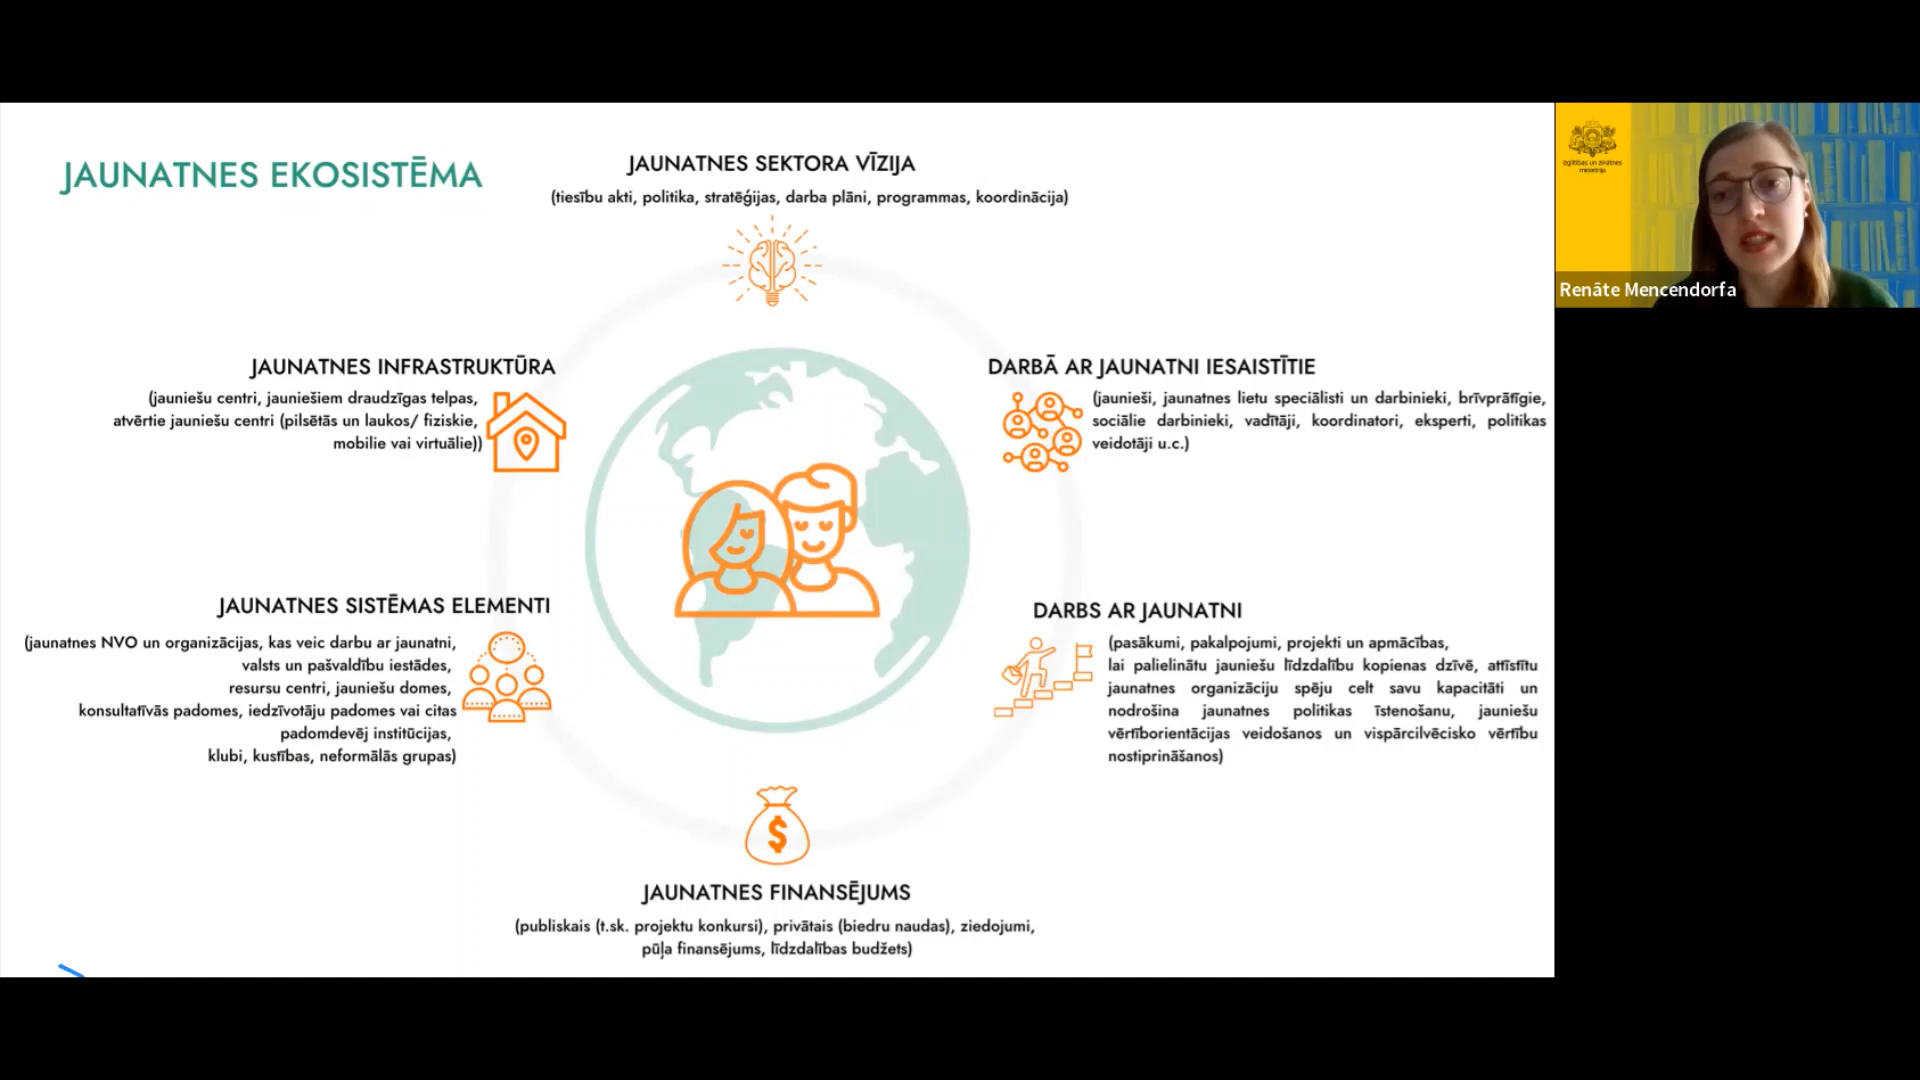 JAUNATNES EKOSISTĒMA
JAUNATNES SEKTORA VĪZIJA
(tiesību akti, politika, stratēģijas, darba plāni, programmas, koordinācija)
JAUNATNES INFRASTRUKTŪRA
(jauniešu centri, jauniešiem draudzīgas telpas,
atvērtie jauniešu centri (pilsētās un laukos/ fiziskie,
mobilie vai virtuālie))
DARBĀ AR JAUNATNI IESAISTĪTIE
(jaunieši, jaunatnes lietu speciālisti un darbinieki, brīvprātīgie,
sociālie darbinieki, vadītāji, koordinatori, eksperti, politikas
veidotāji u.c.)
JAUNATNES SISTĒMAS ELEMENTI
(jaunatnes NVO un organizācijas, kas veic darbu ar jaunatni,
valsts un pašvaldību iestādes,
resursu centri, jauniešu domes,
konsultatīvās padomes, iedzīvotāju padomes vai citas
padomdevēj institūcijas,
klubi, kustības, neformālās grupas)
DARBS AR JAUNATNI
(pasākumi, pakalpojumi, projekti un apmācības,
lai palielinātu jauniešu līdzdalību kopienas dzīvē, attīstītu
jaunatnes organizāciju spēju celt savu kapacitāti un
nodrošina jaunatnes politikas īstenošanu, jauniešu
vērtīborientācijas veidošanos un vispārcilvēcisko vērtību
nostiprināšanos)
$
JAUNATNES FINANSĒJUMS
(publiskais (t.sk. projektu konkursi), privātais (biedru naudas), ziedojumi,
pūļa finansējums, līdzdalības budžets)
Izglītības un zinātnes
ministrija
Renāte Mencendorfa